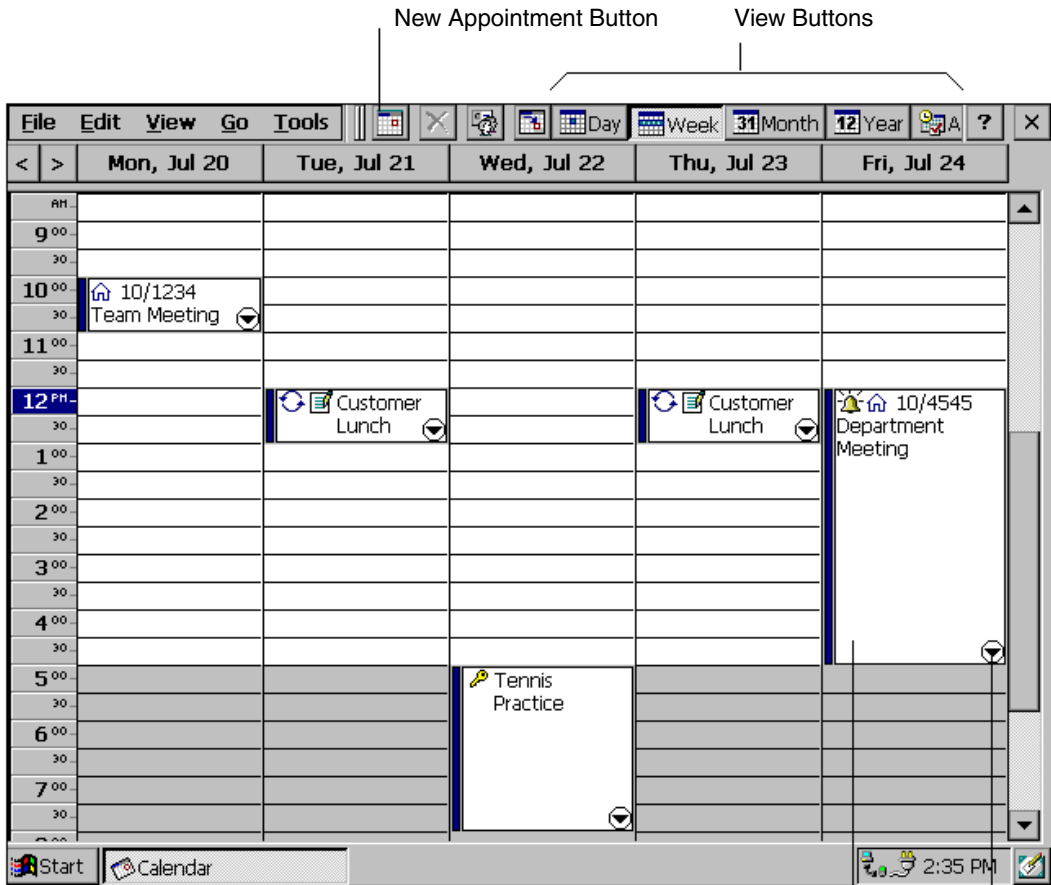 New Appointment Button View Buttons
File Edit View Go Tools Day Week 31 Month 12 Year A ? ×
< > Mon, Jul 20 Tue, Jul 21 Wed, Jul 22 Thu, Jul 23 Fri, Jul 24
AM
9 00
30
10 00
30
11 00
30
12 PM
30
1 00
30
2 00
30
3 00
30
4 00
30
5 00
30
6 00
30
7 00
30
10/1234
Team Meeting
Customer
Lunch
Tennis
Practice
Customer
Lunch
10/4545
Department
Meeting
Start Calendar 2:35 PM